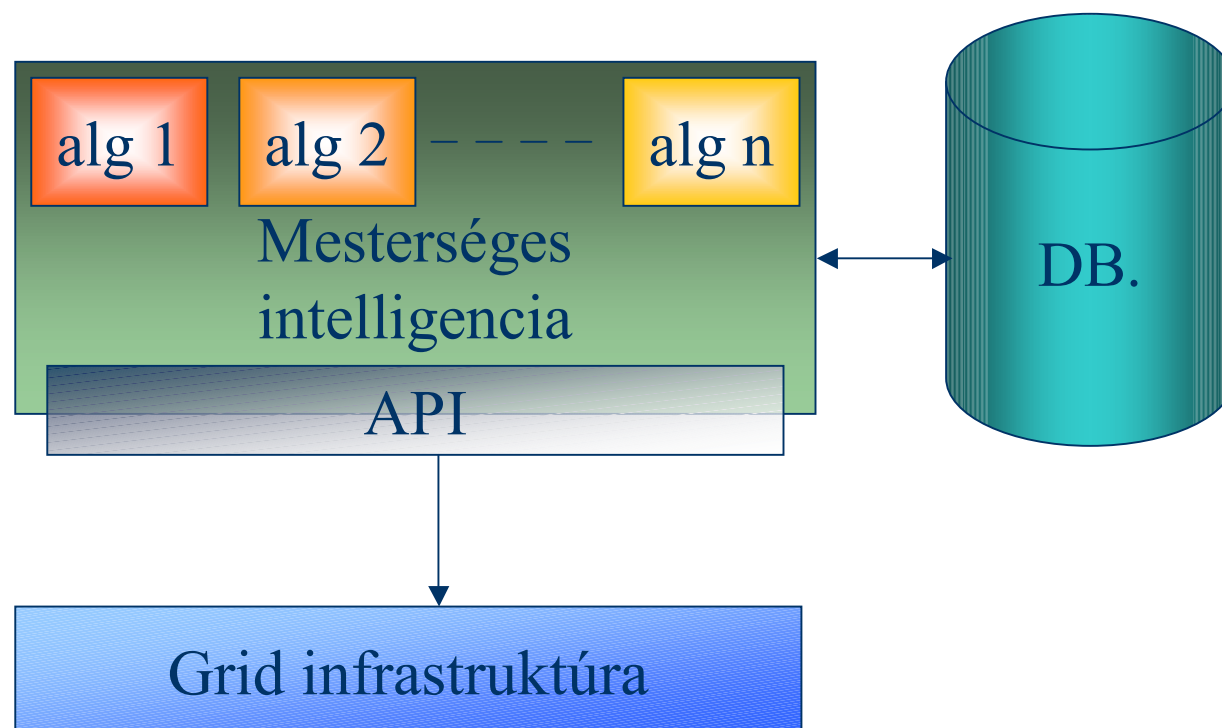 alg 1
alg 2
alg n
Mesterséges
intelligencia
DB.
API
Grid infrastruktúra